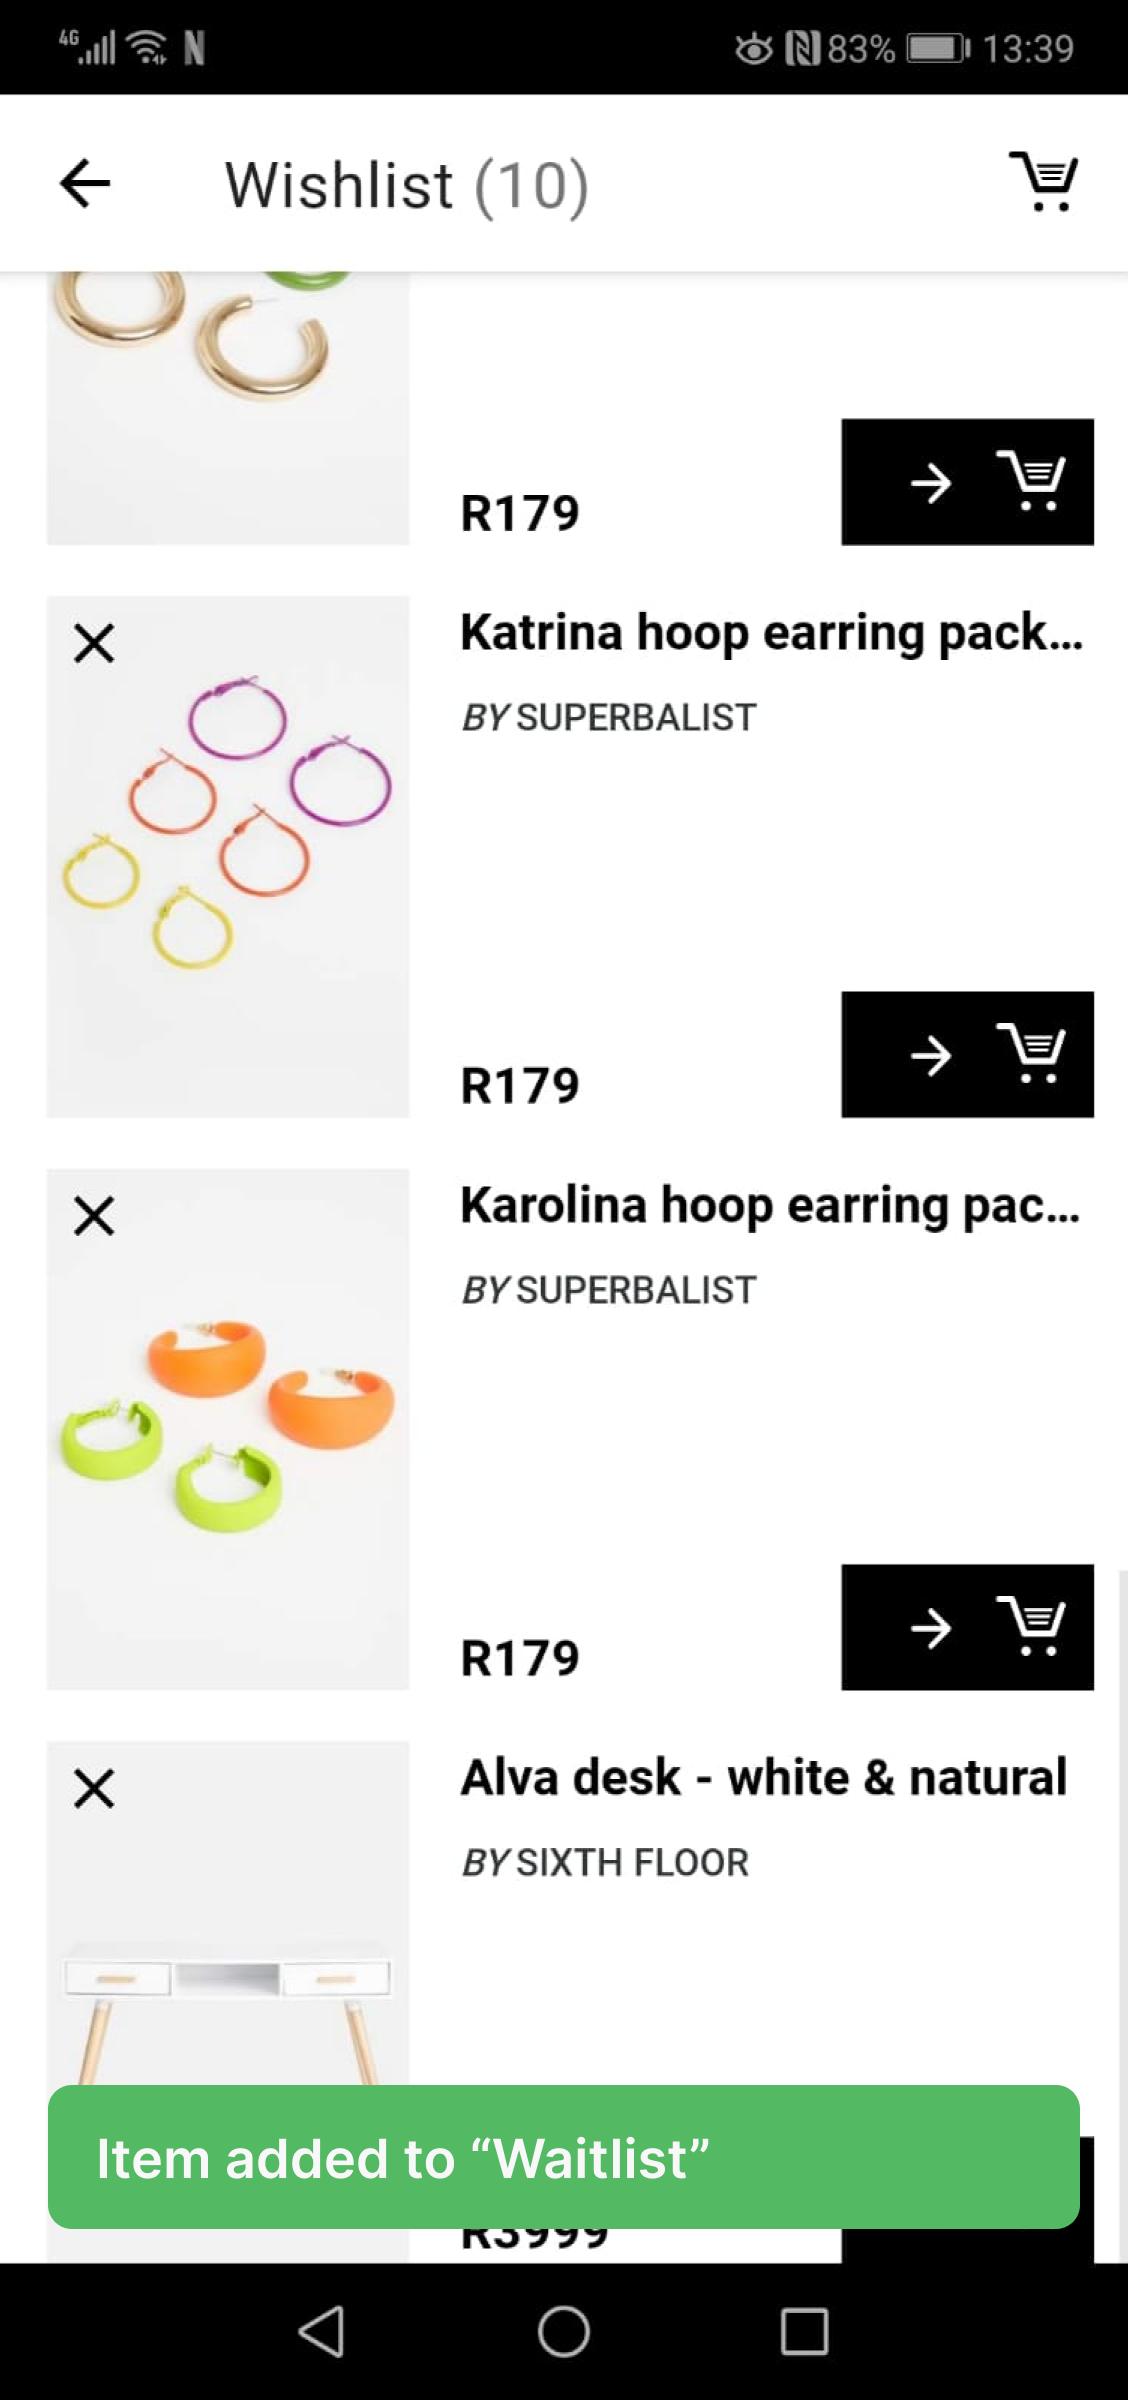 4G 83% 13:39
Wishlist (10)
R179
Katrina hoop earring pack...
BY SUPERBALIST
R179
Karolina hoop earring pac...
BY SUPERBALIST
R179
Alva desk - white & natural
BY SIXTH FLOOR
Item added to “Waitlist”
R3999